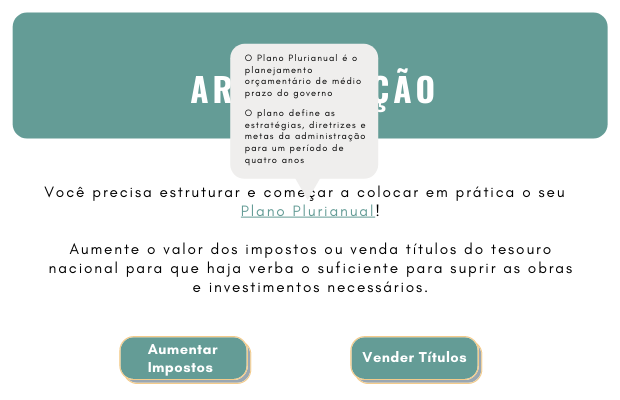 O Plano Plurianual é o
planejamento
orçamentário de médio
prazo do governo
O plano define as
estratégias, diretrizes e
metas da administração
para um período de
quatro anos
Você precisa estruturar e começar a colocar em prática o seu
Plano Plurianual!
Aumente o valor dos impostos ou venda títulos do tesouro
nacional para que haja verba o suficiente para suprir as obras
e investimentos necessários.
Aumentar
Impostos
Vender Títulos